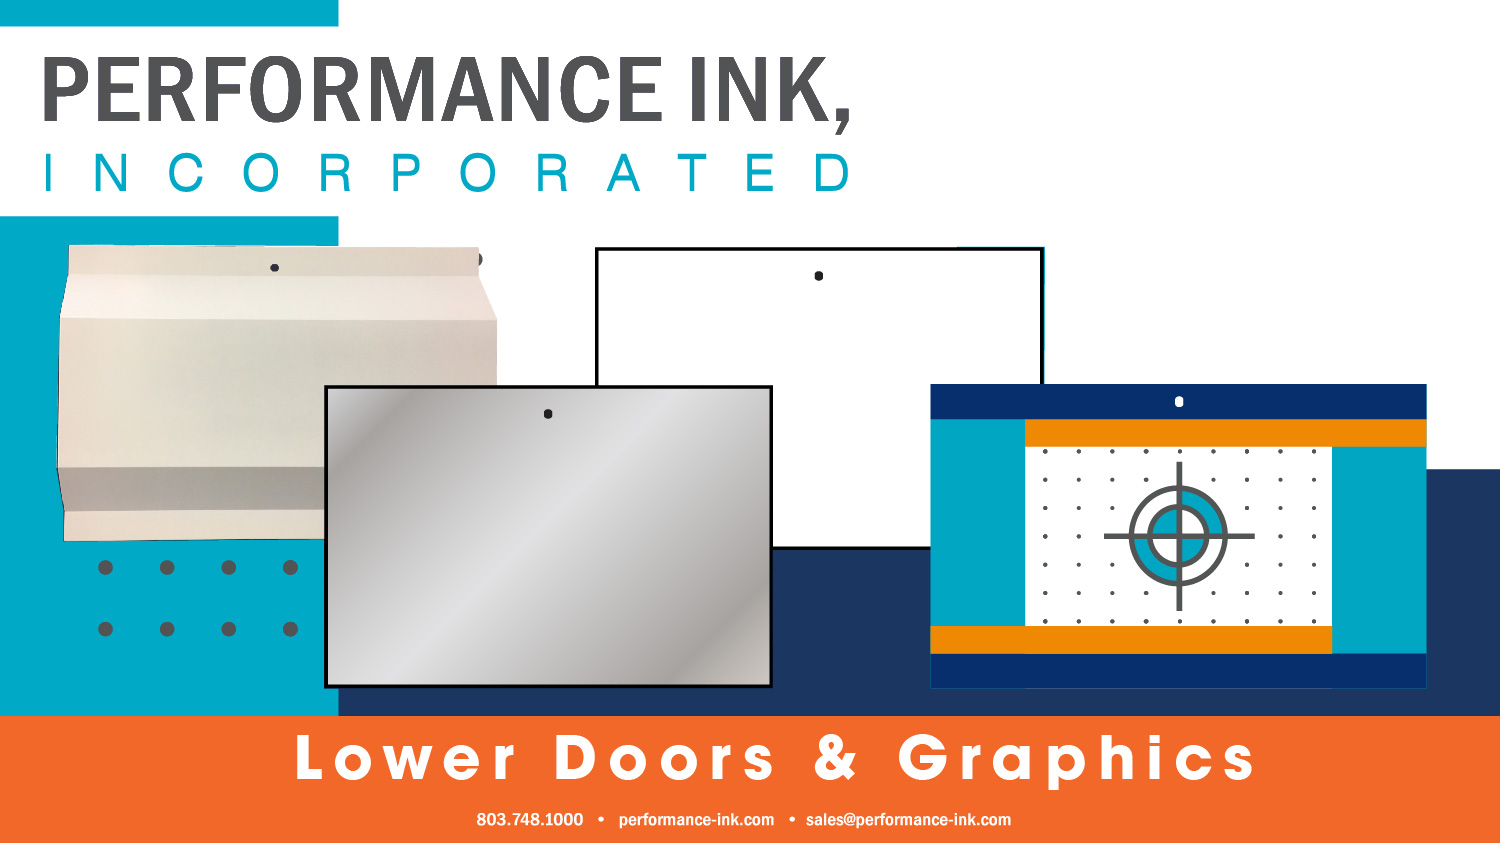 PERFORMANCE INK,
INCORPORATED
Lower Doors & Graphics
803.748.1000 • performance-ink.com • sales@performance-ink.com